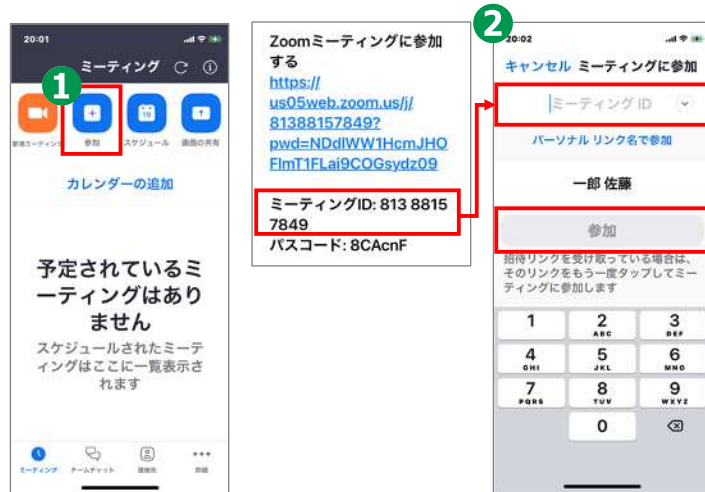 20:01
ミーティング
1
新規ミーティング
参加
19
スケジュール
画面の共有
カレンダーの追加
予定されているミ
ーティングはあり
ません
スケジュールされたミーテ
ィングはここに一覧表示さ
れます
ミーティング
チームチャット
連絡先
詳細
Zoomミーティングに参加
する
https://
us05web.zoom.us/j/
81388157849?
pwd=NDdIWW1HcmJHO
FlmT1FLai9COGsydz09
ミーティングID: 813 8815
7849
パスコード: 8CAcnF
2
20:02
キャンセル ミーティングに参加
ミーティング ID
パーソナル リンク名で参加
一郎 佐藤
参加
招待リンクを受け取っている場合は、
そのリンクをもう一度タップしてミー
ティングに参加します
1 2 3
ABC DEF
4 5 6
GHI JKL MNO
7 8 9
PQRS TUV WXYZ
0